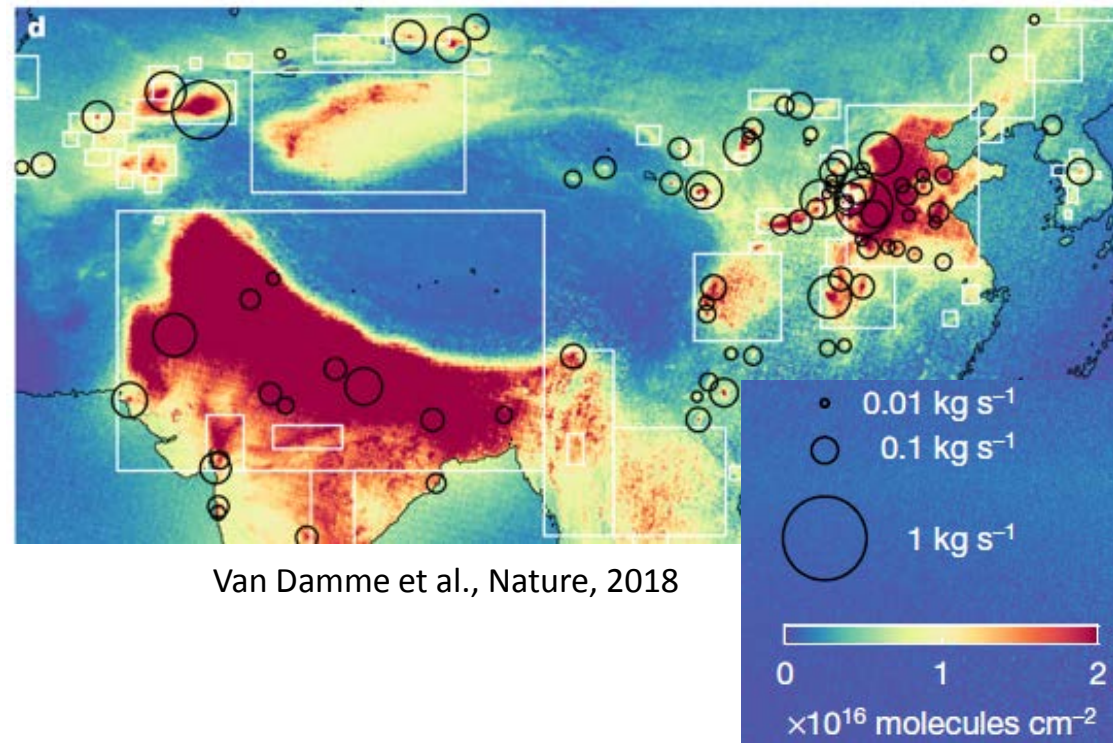 d
0.01 kg s⁻¹
0.1 kg s⁻¹
1 kg s⁻¹
Van Damme et al., Nature, 2018
0 1 2
×10¹⁶ molecules cm⁻²